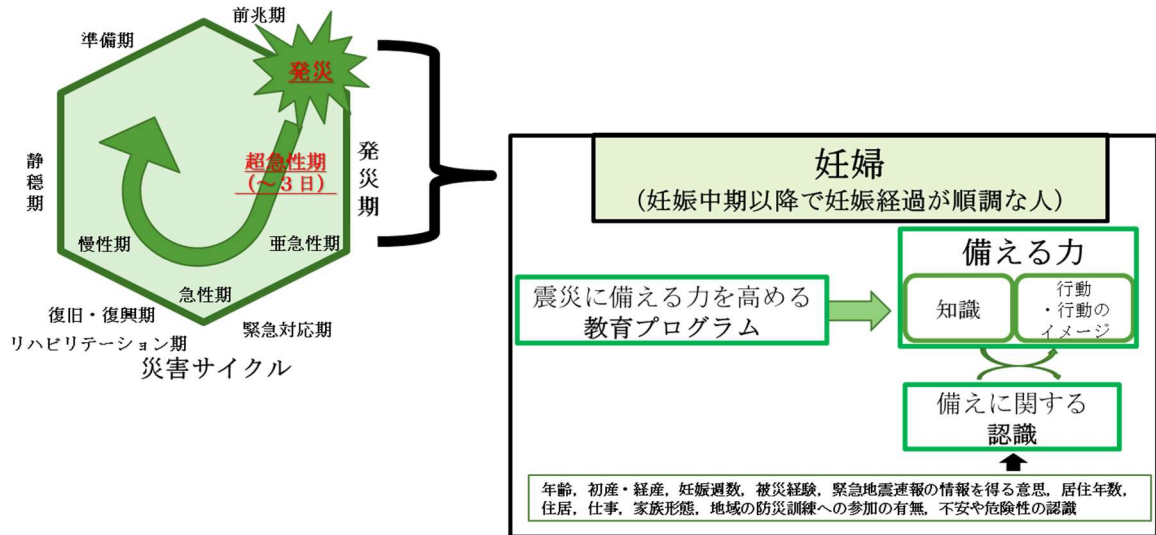 前兆期
準備期
発災
超急性期
（～３日）
発災期
静穏期
慢性期
亜急性期
急性期
復旧・復興期
リハビリテーション期
緊急対応期
災害サイクル
妊婦
（妊娠中期以降で妊娠経過が順調な人）
震災に備える力を高める
教育プログラム
備える力
知識
行動
・行動の
イメージ
備えに関する
認識
年齢，初産・経産，妊娠週数，被災経験，緊急地震速報の情報を得る意思，居住年数，
住居，仕事，家族形態，地域の防災訓練への参加の有無，不安や危険性の認識